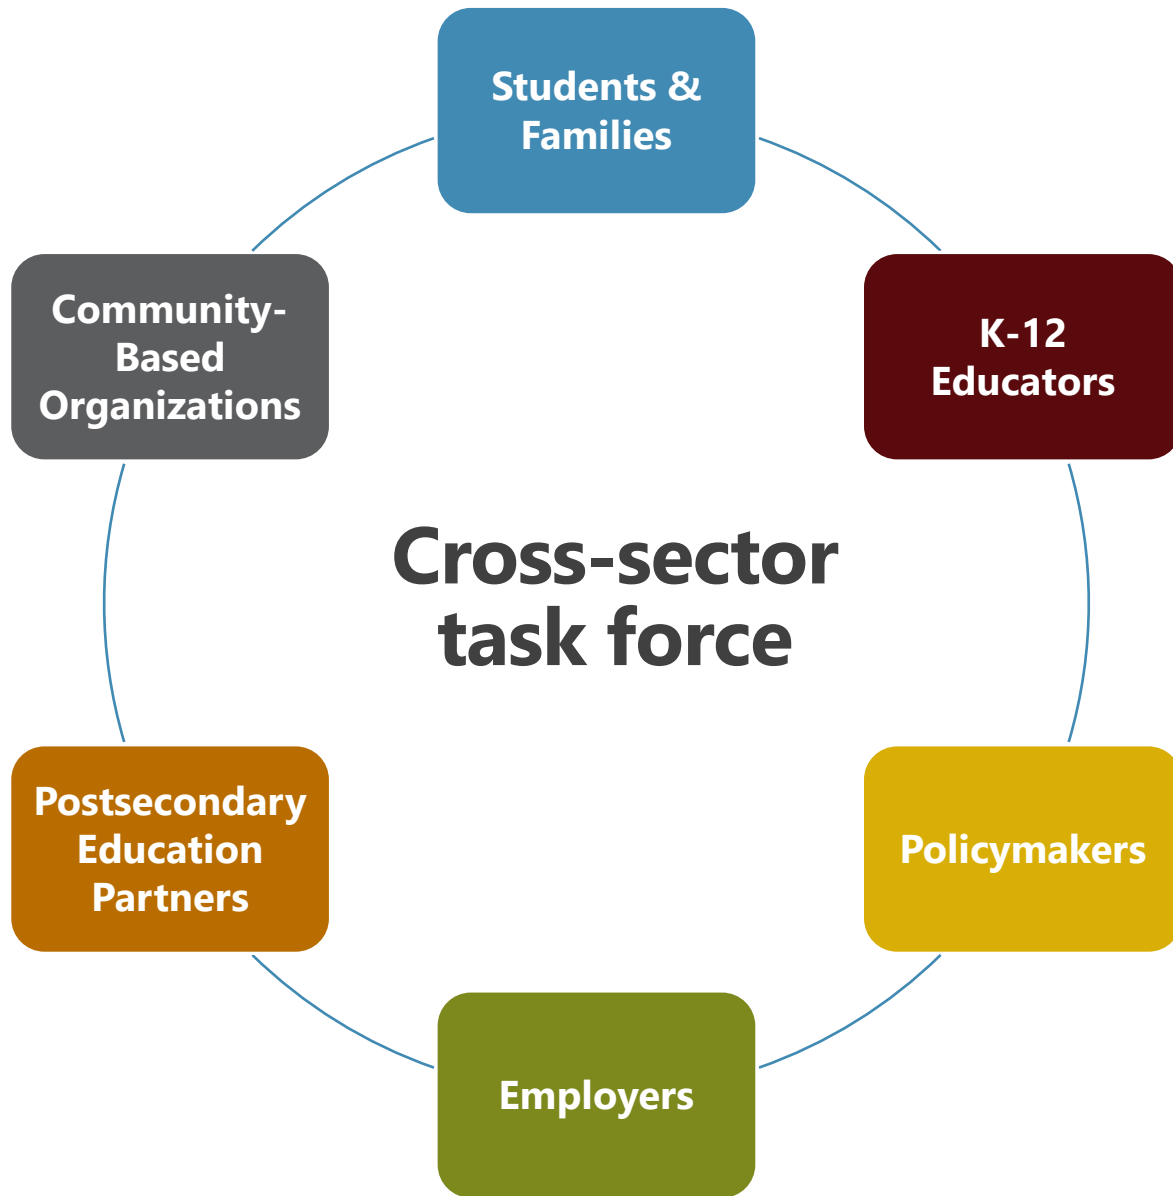 Students &
Families
K-12
Educators
Policymakers
Employers
Postsecondary
Education
Partners
Community-
Based
Organizations
Cross-sector
task force